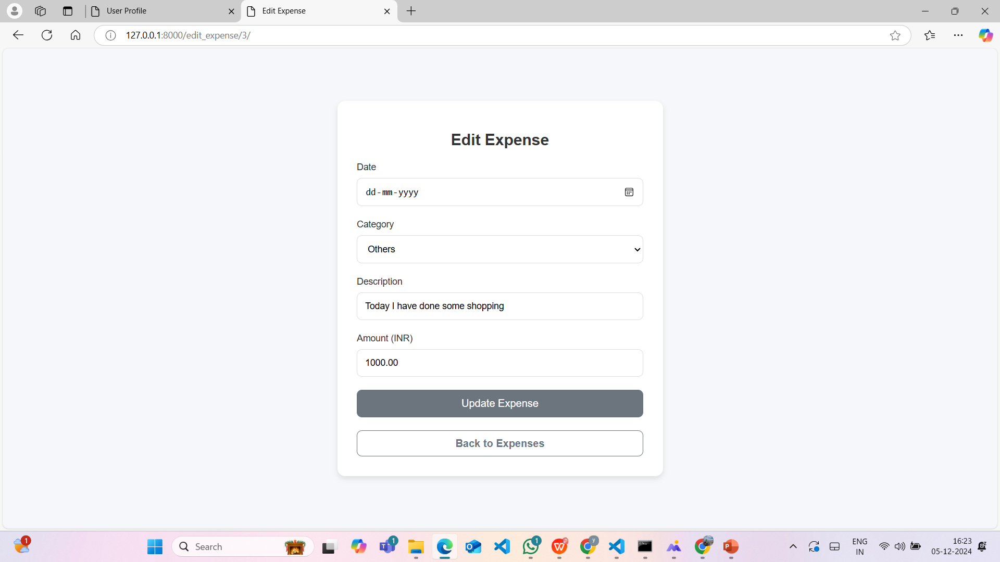 User Profile
Edit Expense
127.0.0.1:8000/edit_expense/3/
Edit Expense
Date
dd-mm-yyyy
Category
Others
Description
Today I have done some shopping
Amount (INR)
1000.00
Update Expense
Back to Expenses
1
Search
1
1
y
ENG
IN
16:23
05-12-2024